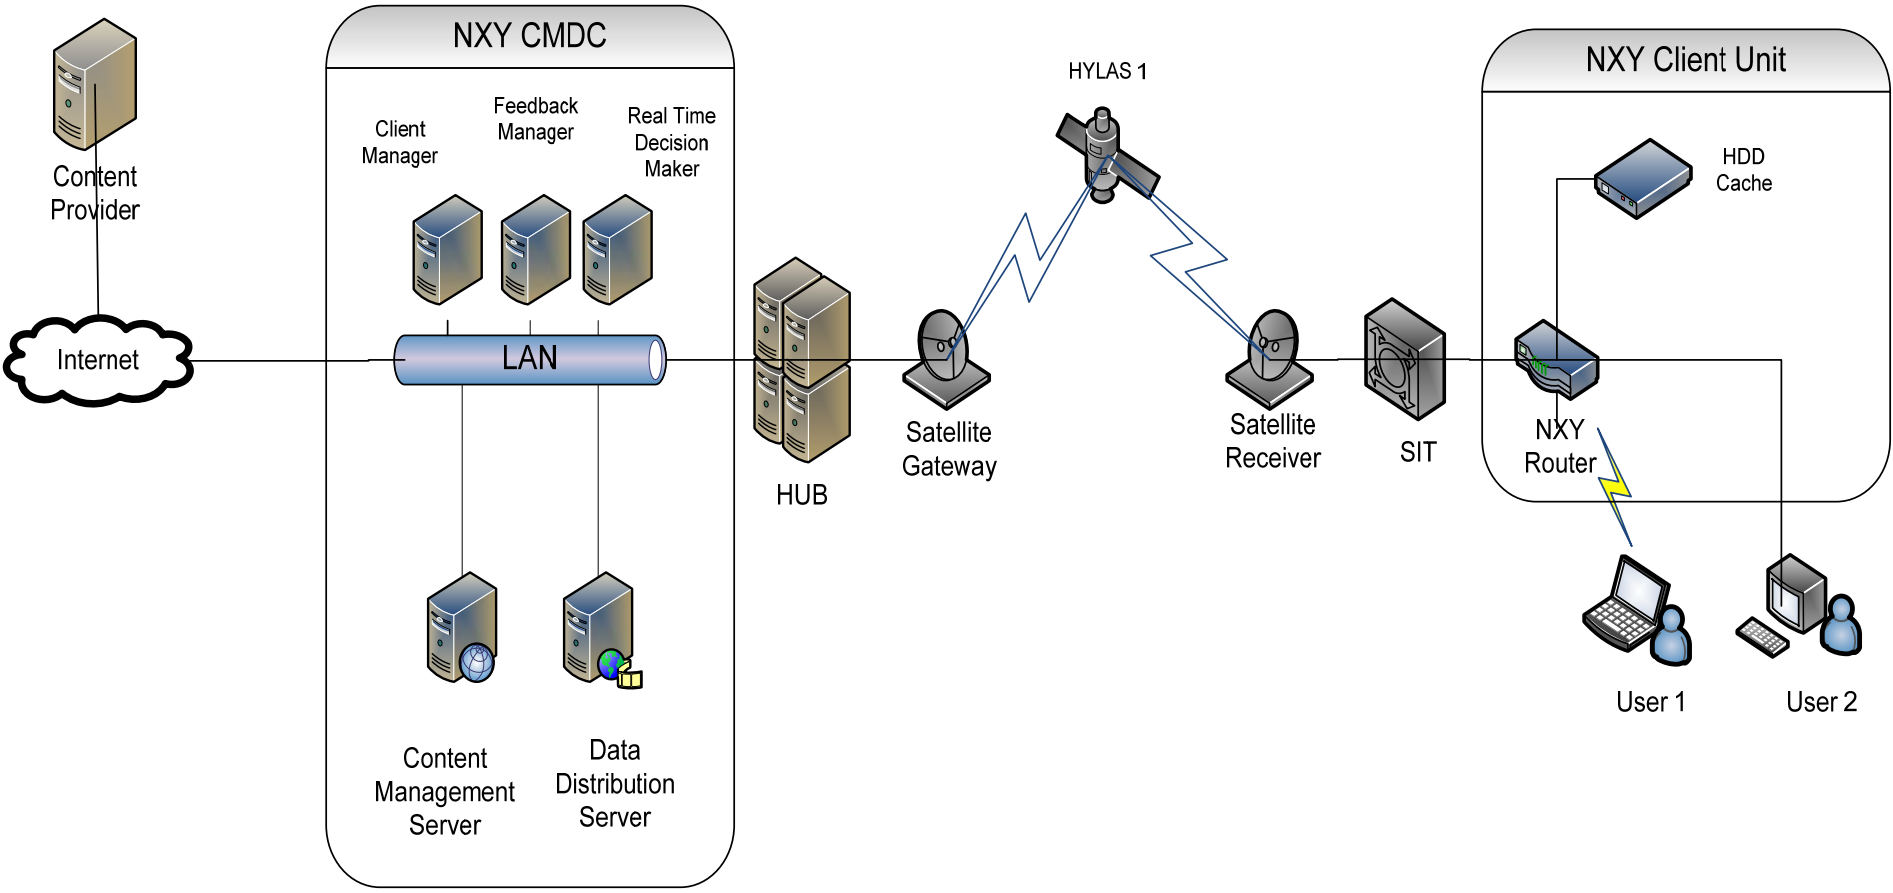 NXY CMDC
NXY Client Unit
HYLAS 1
Content
Provider
Client
Manager
Feedback
Manager
Real Time
Decision
Maker
HDD
Cache
Internet
LAN
HUB
Satellite
Gateway
Satellite
Receiver
SIT
NXY
Router
User 1
User 2
Content
Management
Server
Data
Distribution
Server